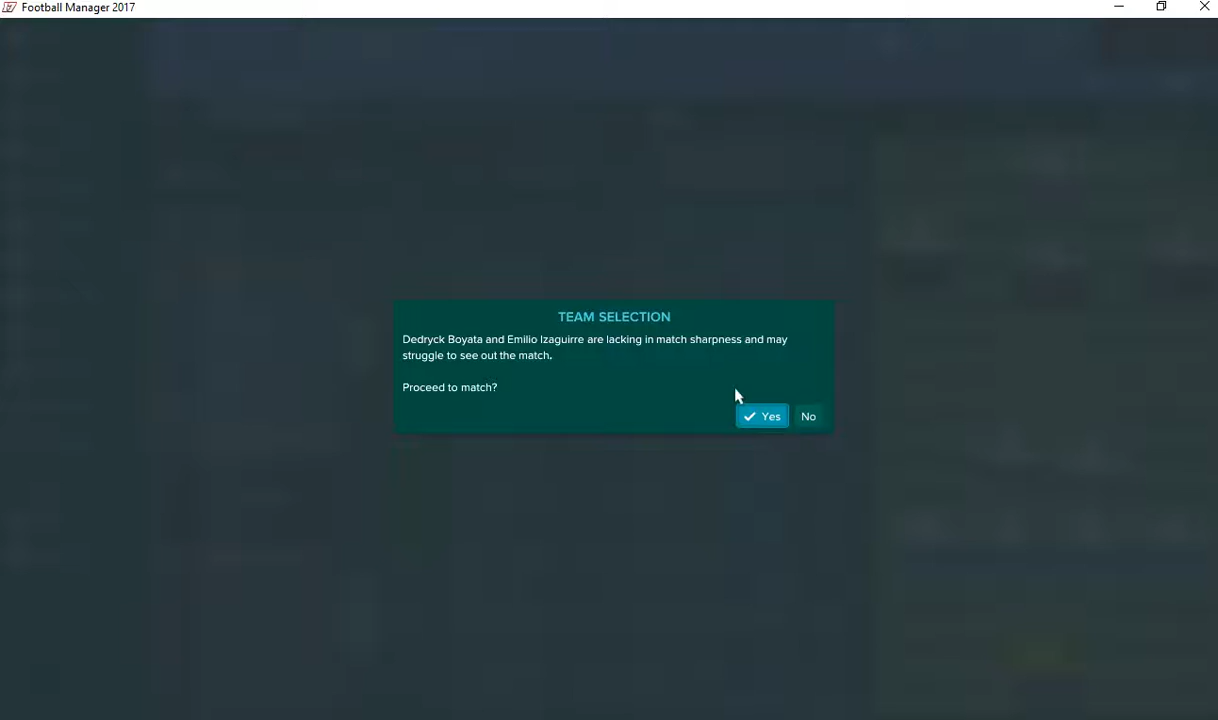 Football Manager 2017
TEAM SELECTION
Dedryck Boyata and Emilio Izaguirre are lacking in match sharpness and may
struggle to see out the match.
Proceed to match?
Yes No